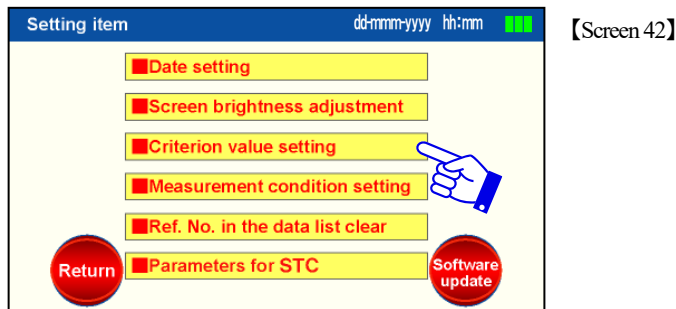 Setting item dd-mmm-yyyy hh:mm
【Screen 42】
■Date setting
■Screen brightness adjustment
■Criterion value setting
■Measurement condition setting
■Ref. No. in the data list clear
■Parameters for STC
Return
Software
update